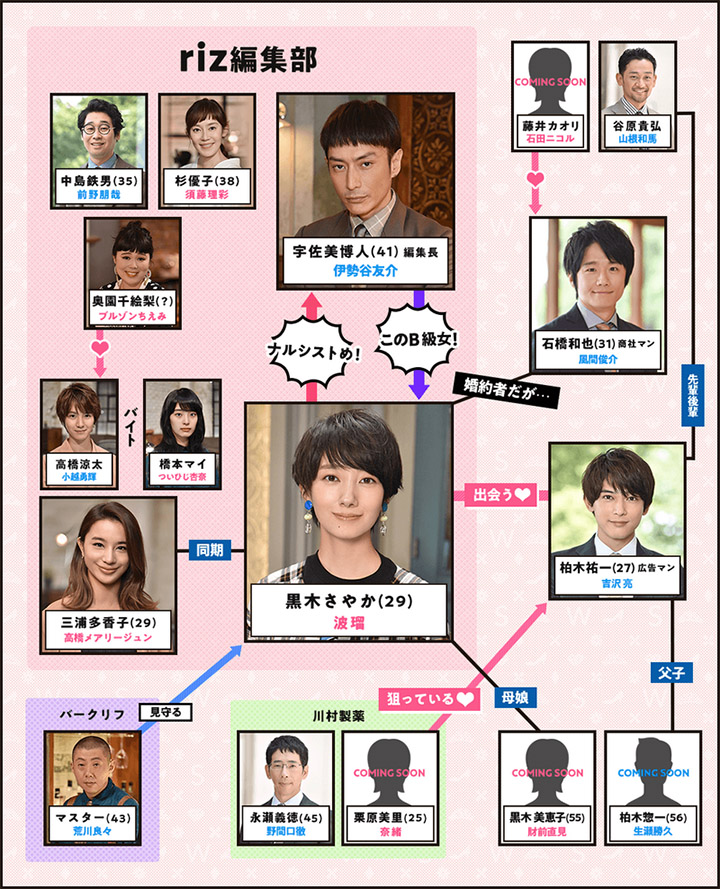 riz編集部
中島鉄男(35)
前野朋哉
杉優子(38)
須藤理彩
宇佐美博人(41) 編集長
伊勢谷友介
COMING SOON
藤井カオリ
石田ニコル
谷原貴弘
山根和馬
奥園千絵梨(?)
ブルゾンちえみ
石橋和也(31) 商社マン
風間俊介
ナルシストめ!
このB級女!
婚約者だが…
先輩後輩
高橋涼太
小越勇輝
バイト
橋本マイ
ついひじ杏奈
黒木さやか(29)
波瑠
出会う
柏木祐一(27) 広告マン
吉沢 亮
三浦多香子(29)
高橋メアリージュン
同期
バークリフ
見守る
マスター(43)
荒川良々
川村製薬
狙っている
永瀬義徳(45)
野間口徹
COMING SOON
栗原美里(25)
奈緒
母娘
父子
COMING SOON
黒木 美恵子(55)
財前直見
COMING SOON
柏木惣一(56)
生瀬勝久